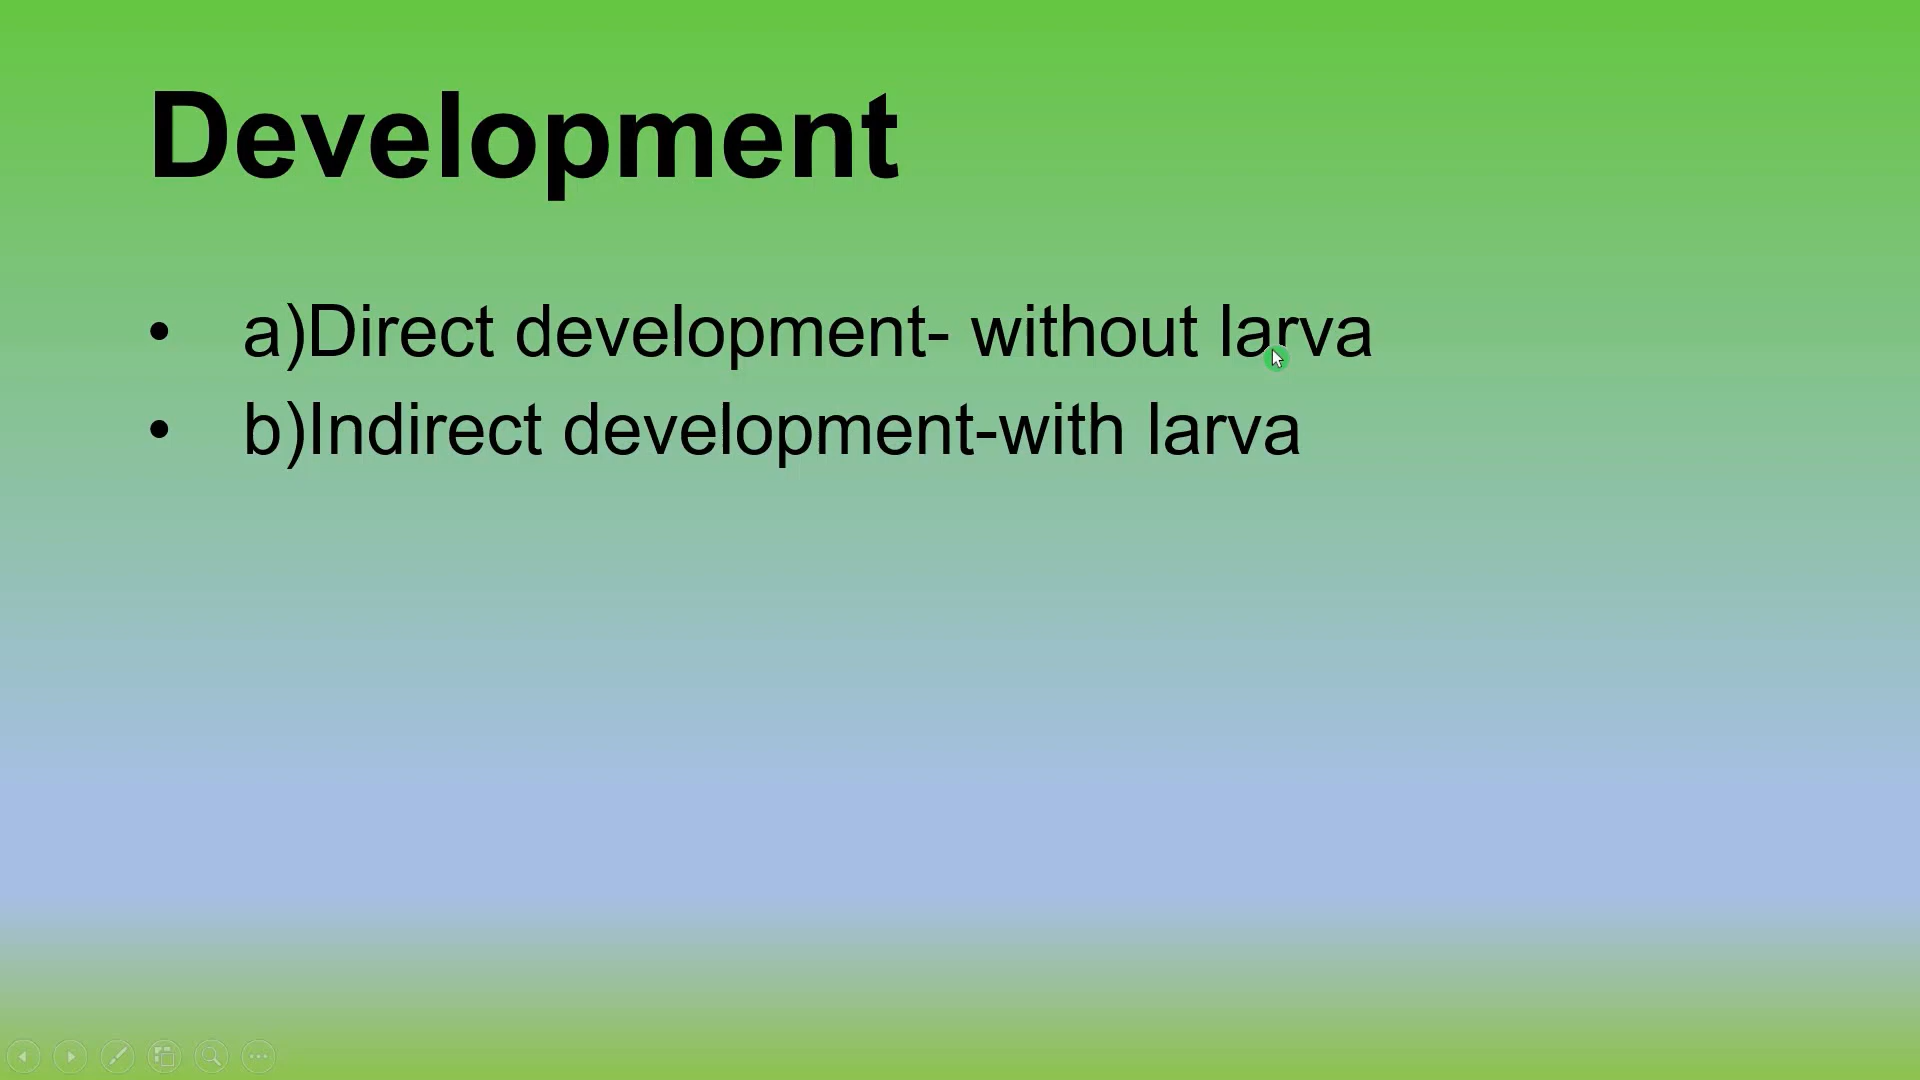 Development
• a)Direct development- without larva
• b)Indirect development-with larva